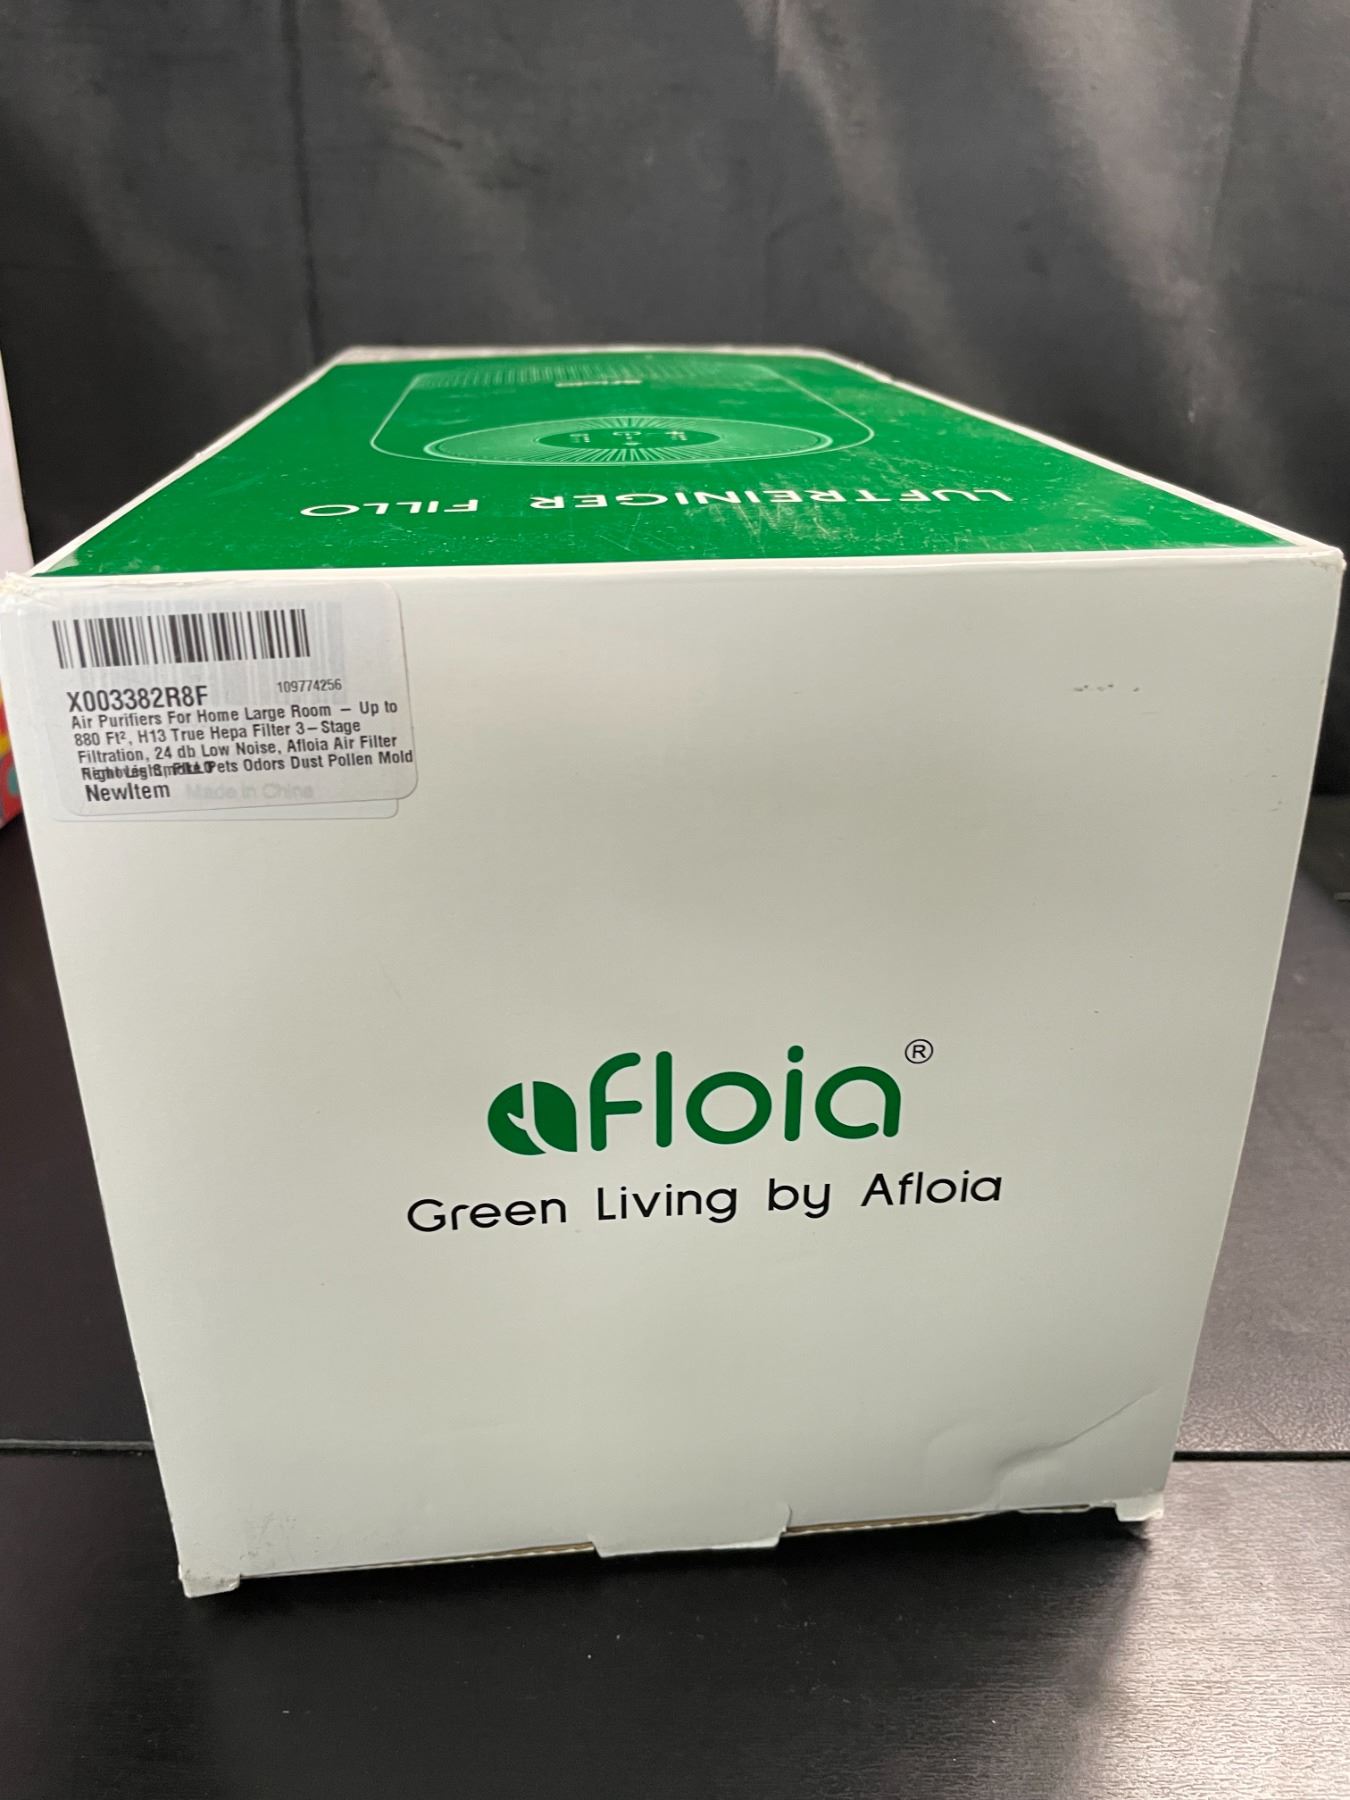 LUFTREINIGER FILLO
X003382R8F
109774256
Air Purifiers For Home Large Room – Up to
880 Ft², H13 True Hepa Filter 3–Stage
Filtration, 24 db Low Noise, Afloia Air Filter
Pets Odors Dust Pollen Mold
NewItem
Made in China
afloia®
Green Living by Afloia